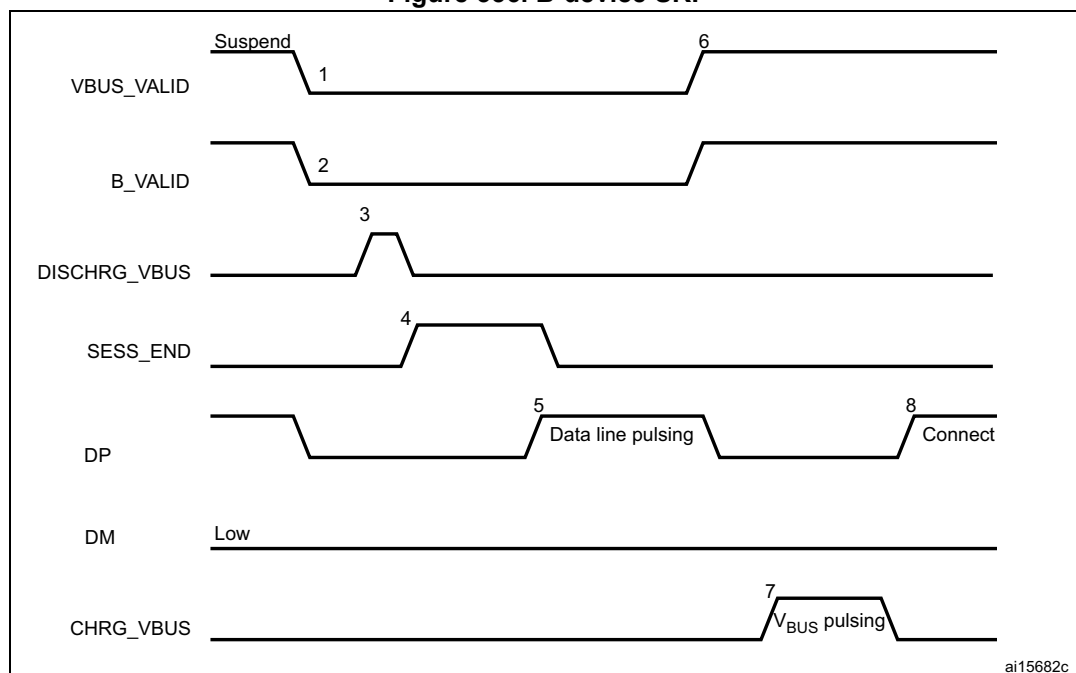 Figure B-device SRP
Suspend
6
VBUS_VALID
1
B_VALID
2
3
DISCHRG_VBUS
4
SESS_END
5
8
Data line pulsing
Connect
DP
DM
Low
7
VBUS pulsing
CHRG_VBUS
ai15682c